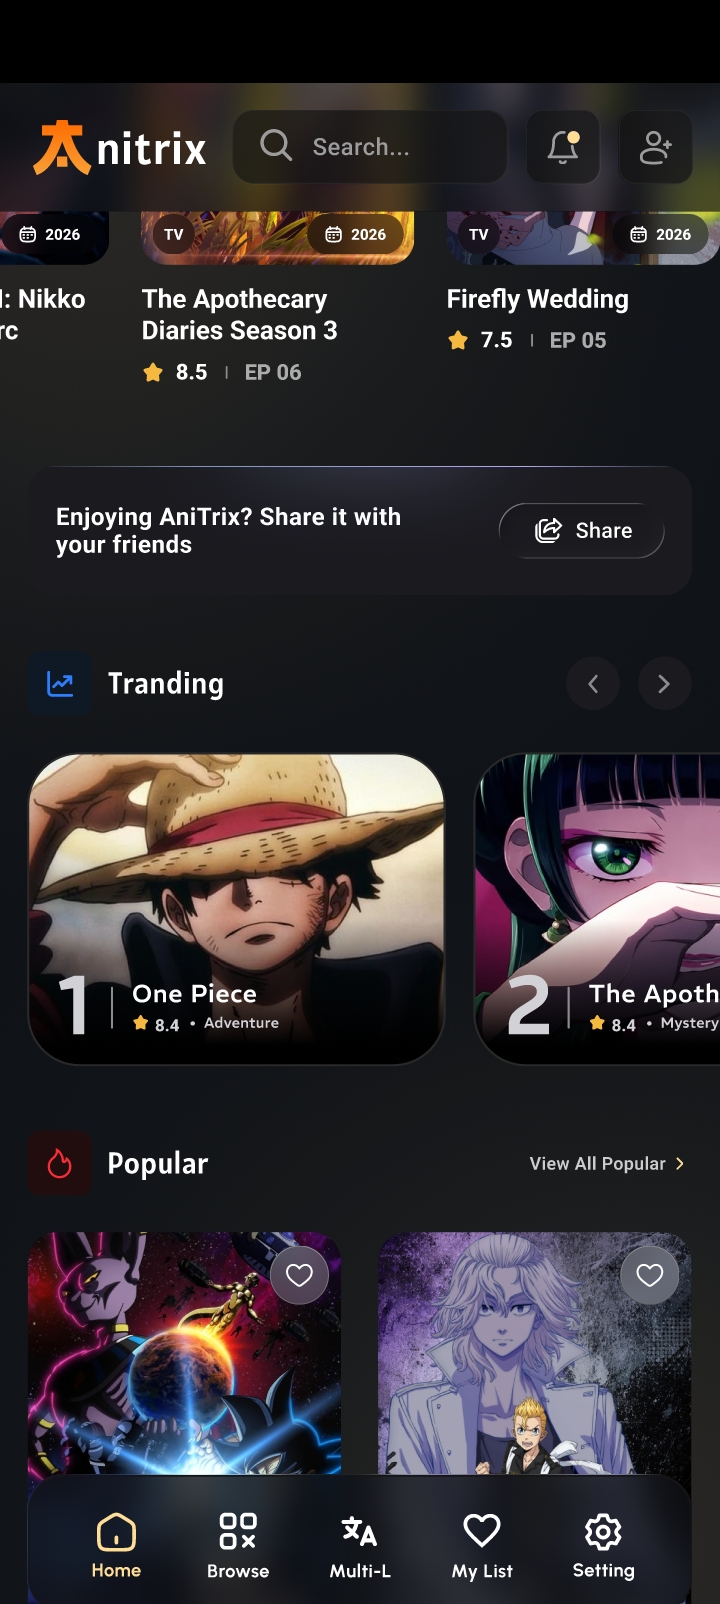 nitrix
Search...
2026
TV
2026
TV
2026
: Nikko
rc
The Apothecary
Diaries Season 3
8.5
EP 06
Firefly Wedding
7.5
EP 05
Enjoying AniTrix? Share it with
your friends
Share
Tranding
1
One Piece
8.4 • Adventure
2
The Apoth
8.4 • Mystery
Popular
View All Popular
Home
Browse
Multi-L
My List
Setting